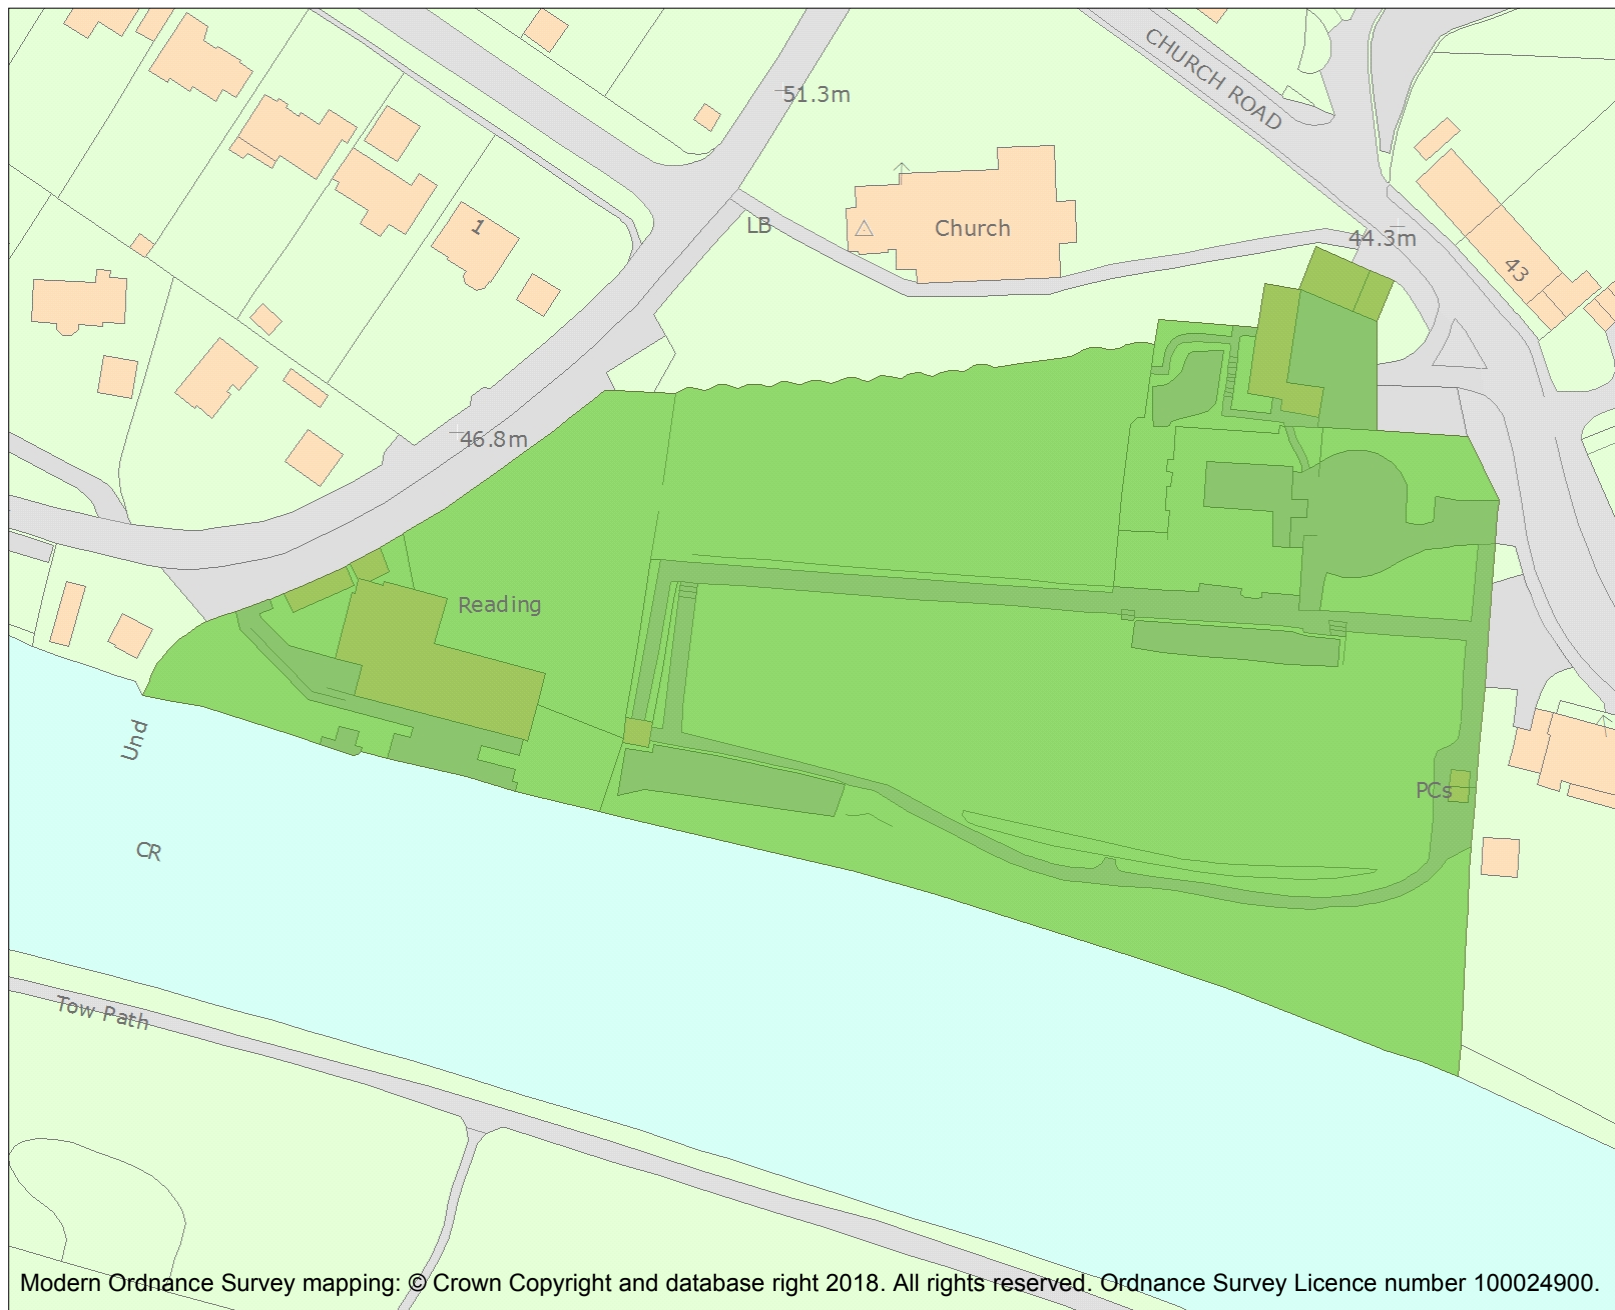 CHURCH ROAD
51.3m
LB
Church
1
44.3m
43
46.8m
Reading
Und
PCs
CR
Tow Path
Modern Ordnance Survey mapping: © Crown Copyright and database right 2018. All rights reserved. Ordnance Survey Licence number 100024900.